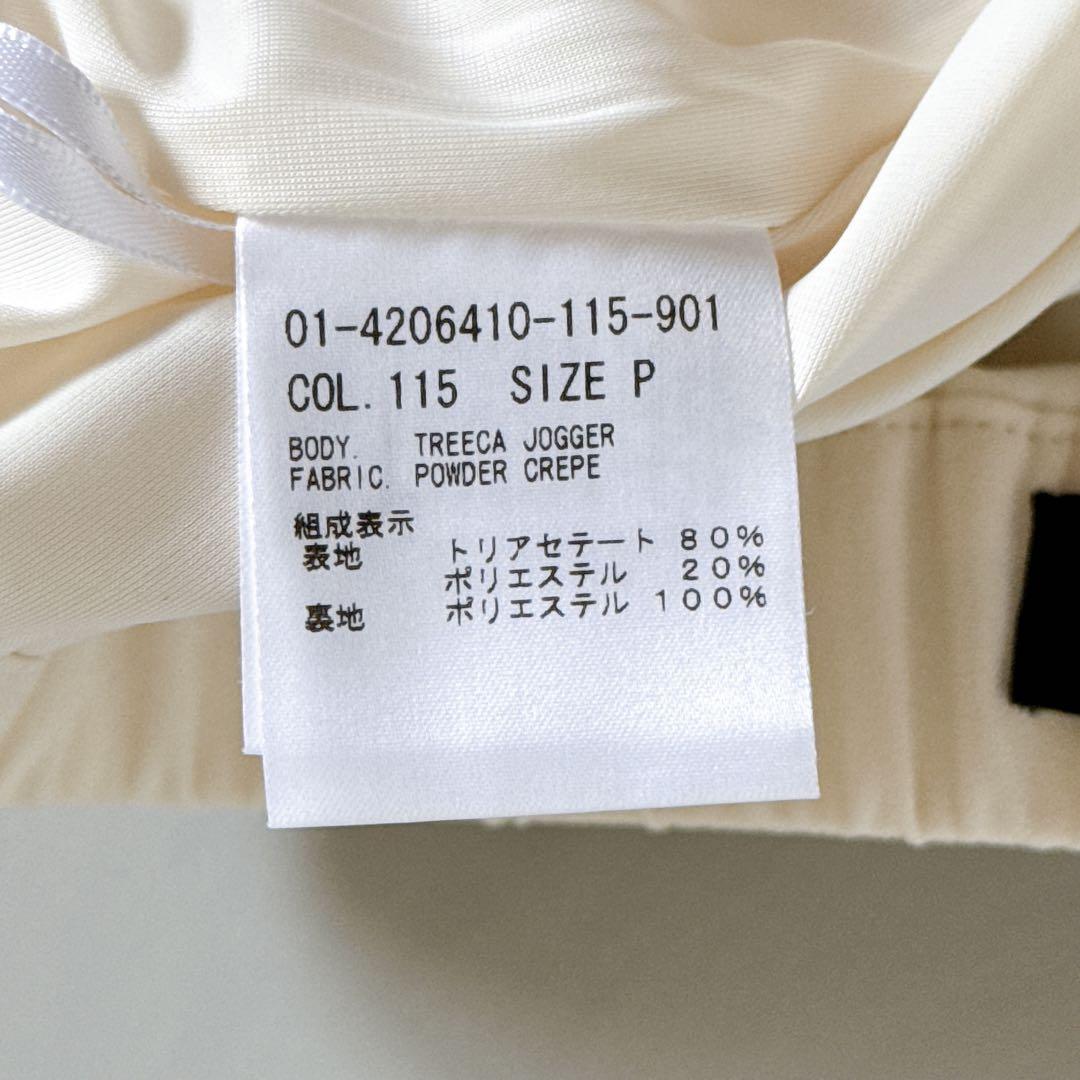 01-4206410-115-901
COL. 115 SIZE P
BODY. TREECA JOGGER
FABRIC. POWDER CREPE
組成表示
表地 トリアセテート 80%
ポリエステル 20%
裏地 ポリエステル 100%